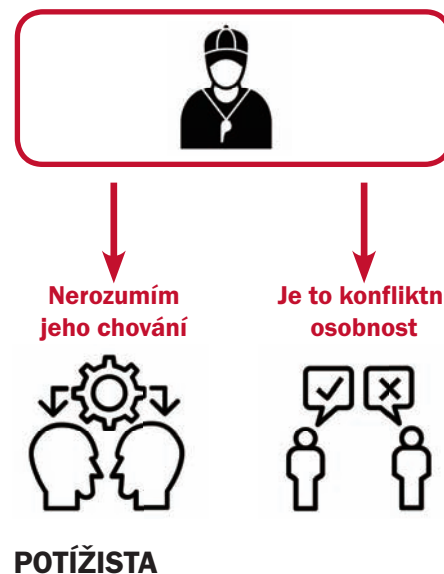 Nerozumím
jeho chování
Je to konfliktn
osobnost
POTÍŽISTA